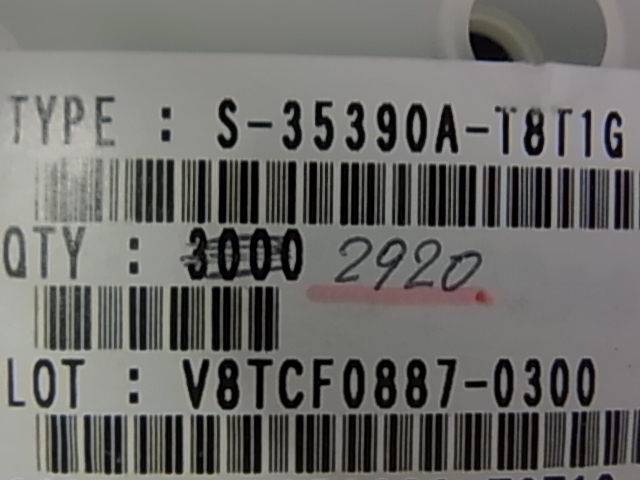 TYPE : S-35390A-T8T1G
QTY : 3000 2920
LOT : V8TCF0887-0300